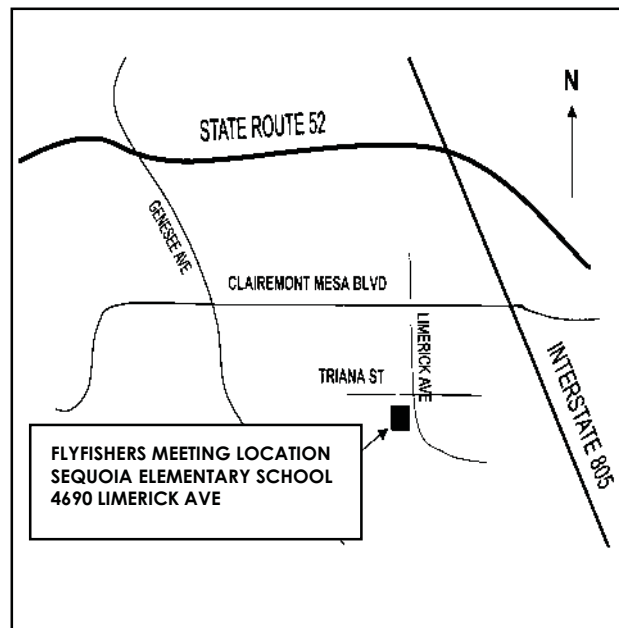 N
STATE ROUTE 52
GENESEE AVE
CLAIREMONT MESA BLVD
LIMERICK AVE
TRIANA ST
INTERSTATE 805
FLYFISHERS MEETING LOCATION
SEQUOIA ELEMENTARY SCHOOL
4690 LIMERICK AVE